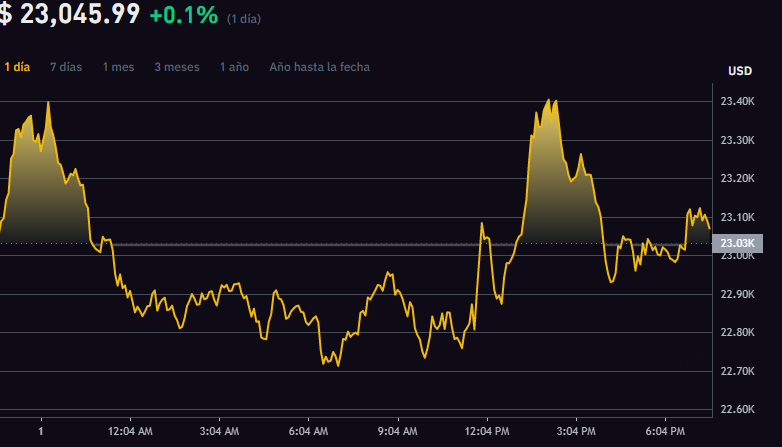 $ 23,045.99 +0.1% (1 día)
1 día 7 días 1 mes 3 meses 1 año Año hasta la fecha
USD
23.40K
23.30K
23.20K
23.10K
23.03K
23.00K
22.90K
22.80K
22.70K
22.60K
1 12:04 AM 3:04 AM 6:04 AM 9:04 AM 12:04 PM 3:04 PM 6:04 PM